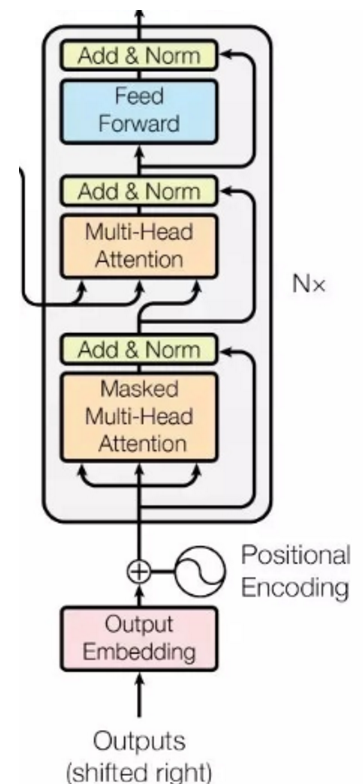 Add & Norm
Feed
Forward
Add & Norm
Multi-Head
Attention
N×
Add & Norm
Masked
Multi-Head
Attention
Positional
Encoding
Output
Embedding
Outputs
(shifted right)